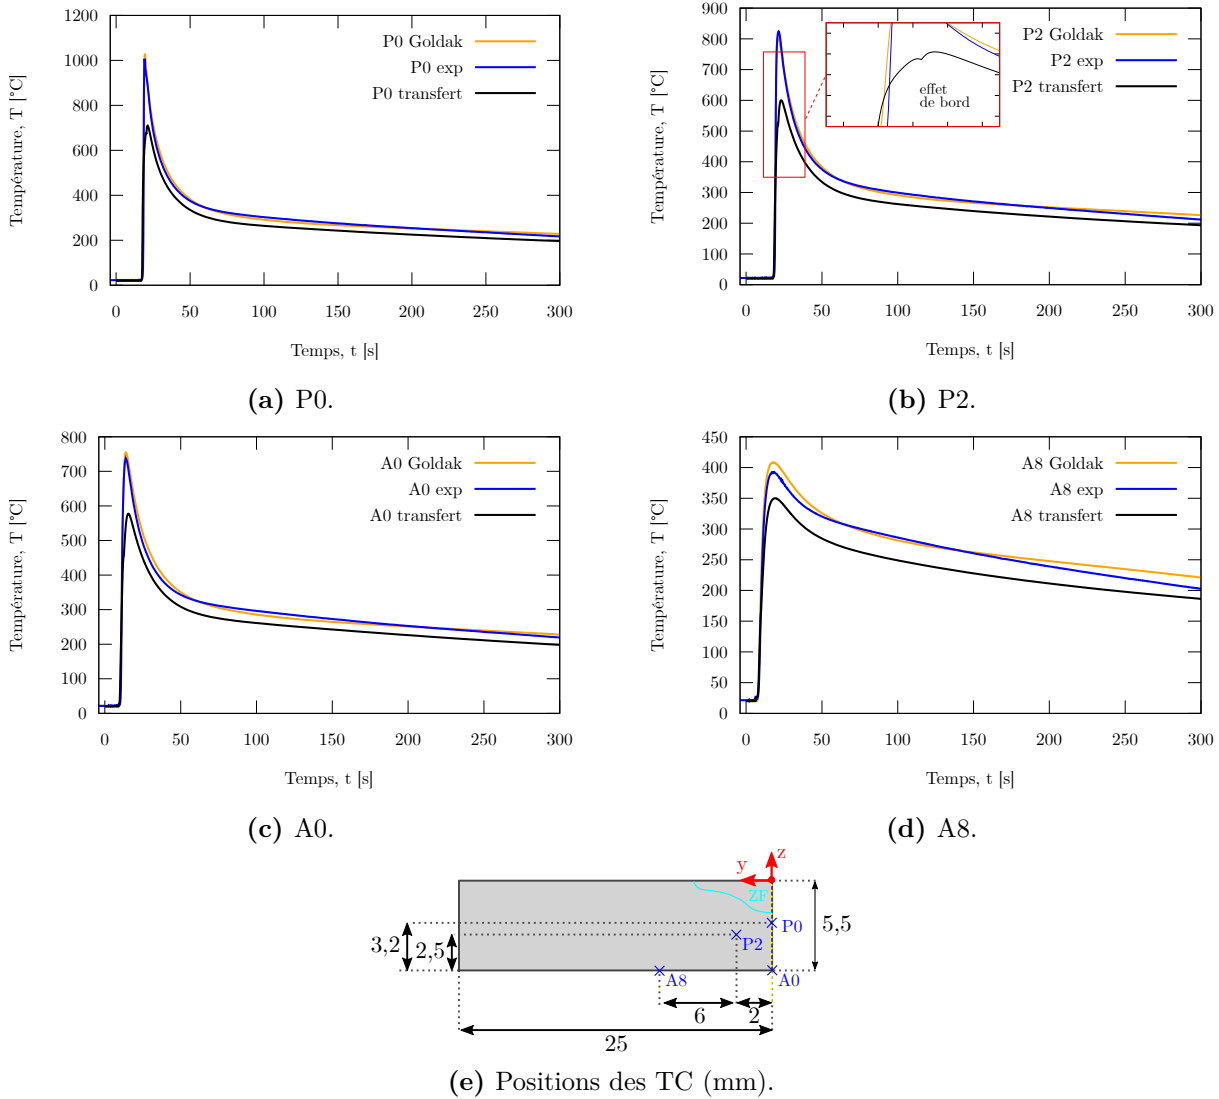 1200
1000
800
600
400
200
0
0 50 100 150 200 250 300
Température, T [°C]
Temps, t [s]
P0 Goldak
P0 exp
P0 transfert
(a) P0.
900
800
700
600
500
400
300
200
100
0
0 50 100 150 200 250 300
Température, T [°C]
Temps, t [s]
P2 Goldak
P2 exp
P2 transfert
effet
de bord
(b) P2.
800
700
600
500
400
300
200
100
0
0 50 100 150 200 250 300
Température, T [°C]
Temps, t [s]
A0 Goldak
A0 exp
A0 transfert
(c) A0.
450
400
350
300
250
200
150
100
50
0
0 50 100 150 200 250 300
Température, T [°C]
Temps, t [s]
A8 Goldak
A8 exp
A8 transfert
(d) A8.
z
y
ZF
P0
5,5
3,2
2,5
P2
A8
A0
6
2
25
(e) Positions des TC (mm).